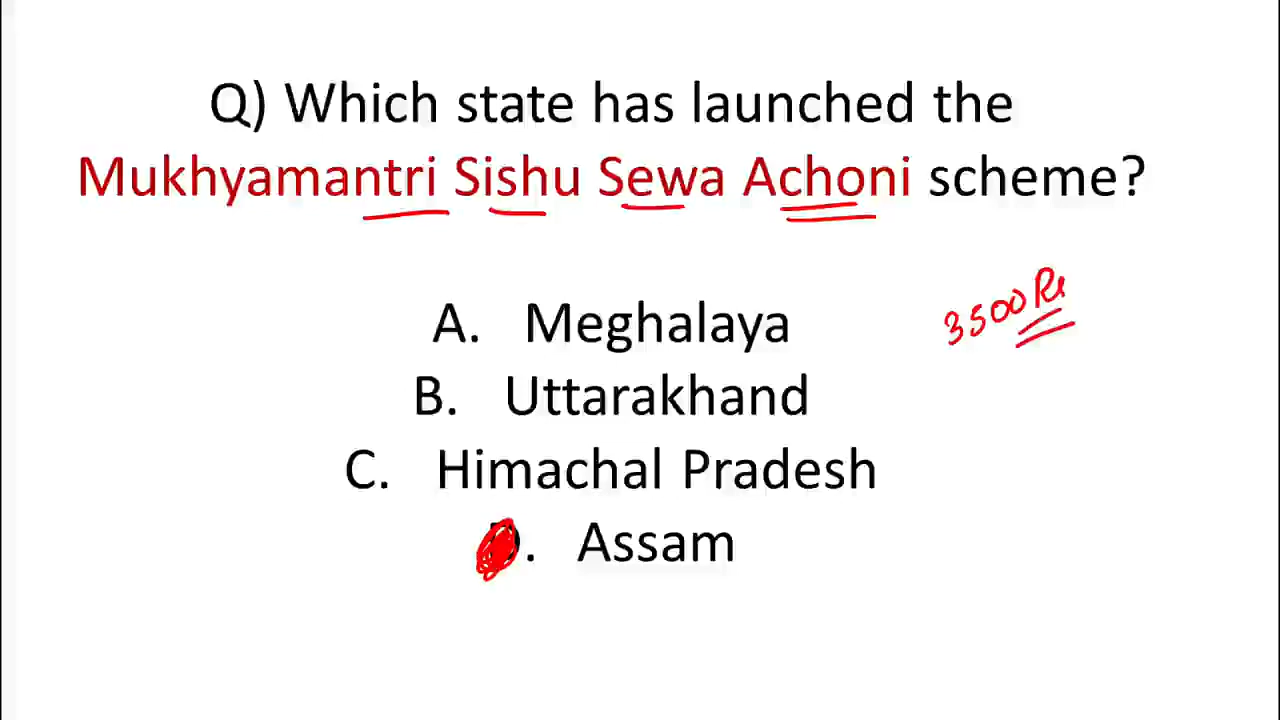 Q) Which state has launched the
Mukhyamantri Sishu Sewa Achoni scheme?
3500 Rs
A. Meghalaya
B. Uttarakhand
C. Himachal Pradesh
D. Assam